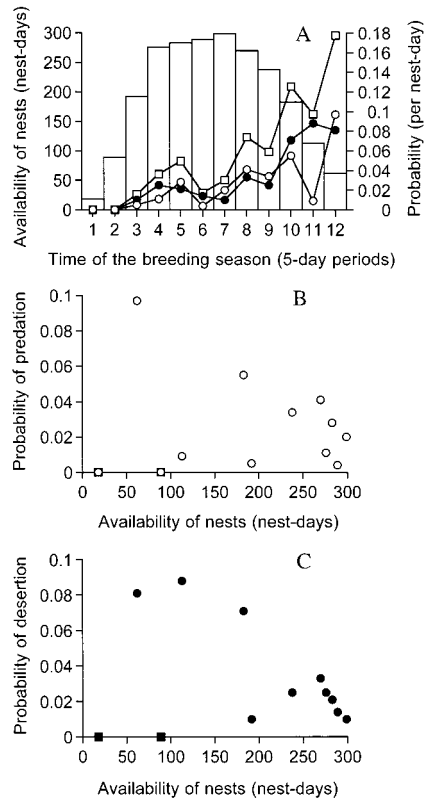 A
Availability of nests (nest-days)
300
250
200
150
100
50
0
0.18
0.16
0.14
0.12
0.1
0.08
0.06
0.04
0.02
0
Probability (per nest-day)
1 2 3 4 5 6 7 8 9 10 11 12
Time of the breeding season (5-day periods)
B
Probability of predation
0.1
0.08
0.06
0.04
0.02
0
0 50 100 150 200 250 300
Availability of nests (nest-days)
C
Probability of desertion
0.1
0.08
0.06
0.04
0.02
0
0 50 100 150 200 250 300
Availability of nests (nest-days)